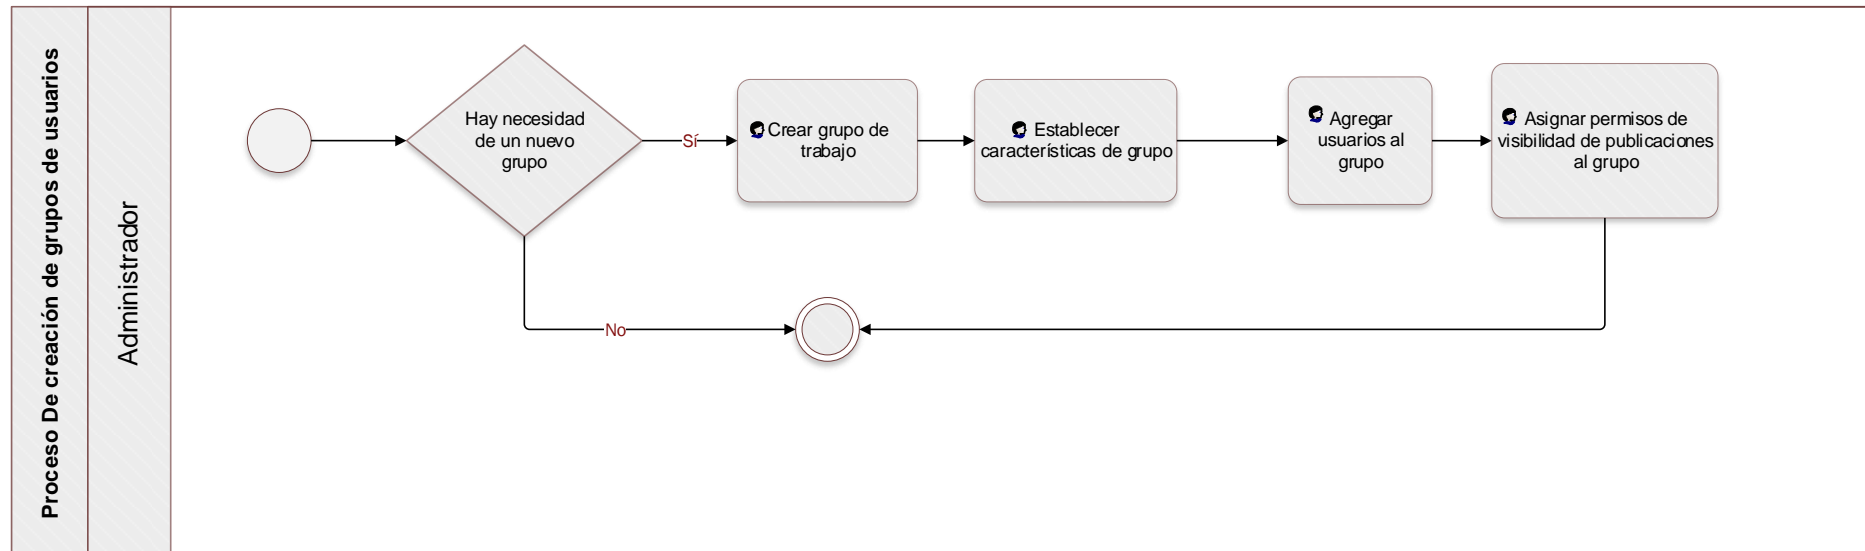 Proceso De creación de grupos de usuarios
Administrador
Hay necesidad
de un nuevo
grupo
Sí
Crear grupo de
trabajo
Establecer
características de grupo
Agregar
usuarios al
grupo
Asignar permisos de
visibilidad de publicaciones
al grupo
No